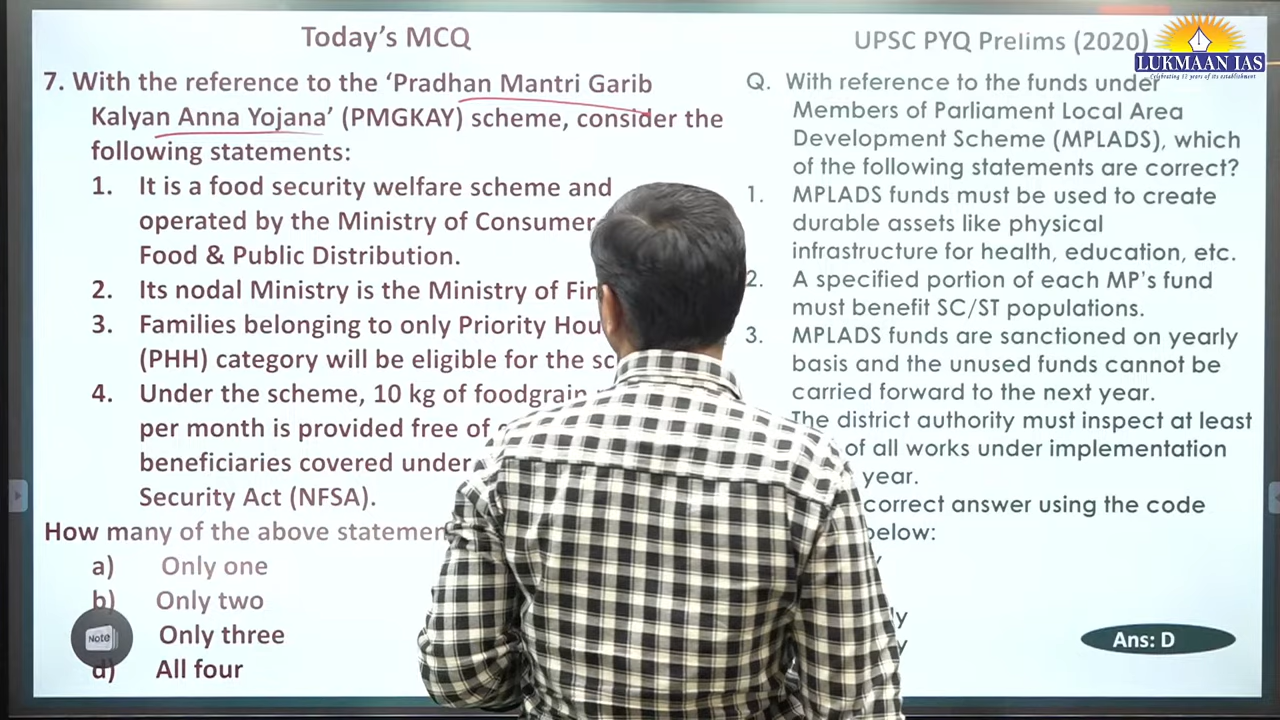 Today's MCQ
7. With the reference to the 'Pradhan Mantri Garib
Kalyan Anna Yojana' (PMGKAY) scheme, consider the
following statements:
1. It is a food security welfare scheme and
operated by the Ministry of Consumer
Food & Public Distribution.
2. Its nodal Ministry is the Ministry of
3. Families belonging to only Priority
(PHH) category will be eligible for the
4. Under the scheme, 10 kg of
per month is provided free of
beneficiaries covered under
Security Act (NFSA).
How many of the above
a) Only one
b) Only two
Only three
d) All four
Note
UPSC PYQ Prelims (2020)
LUKMAAN IAS
Celebrating 15 years of its establishment
Q. With reference to the funds under
Members of Parliament Local Area
Development Scheme (MPLADS), which
of the following statements are correct?
1. MPLADS funds must be used to create
durable assets like physical
infrastructure for health, education, etc.
2. A specified portion of each MP's fund
must benefit SC/ST populations.
3. MPLADS funds are sanctioned on yearly
basis and the unused funds cannot be
carried forward to the next year.
The district authority must inspect at least
of all works under implementation
year.
correct answer using the code
below:
Ans: D